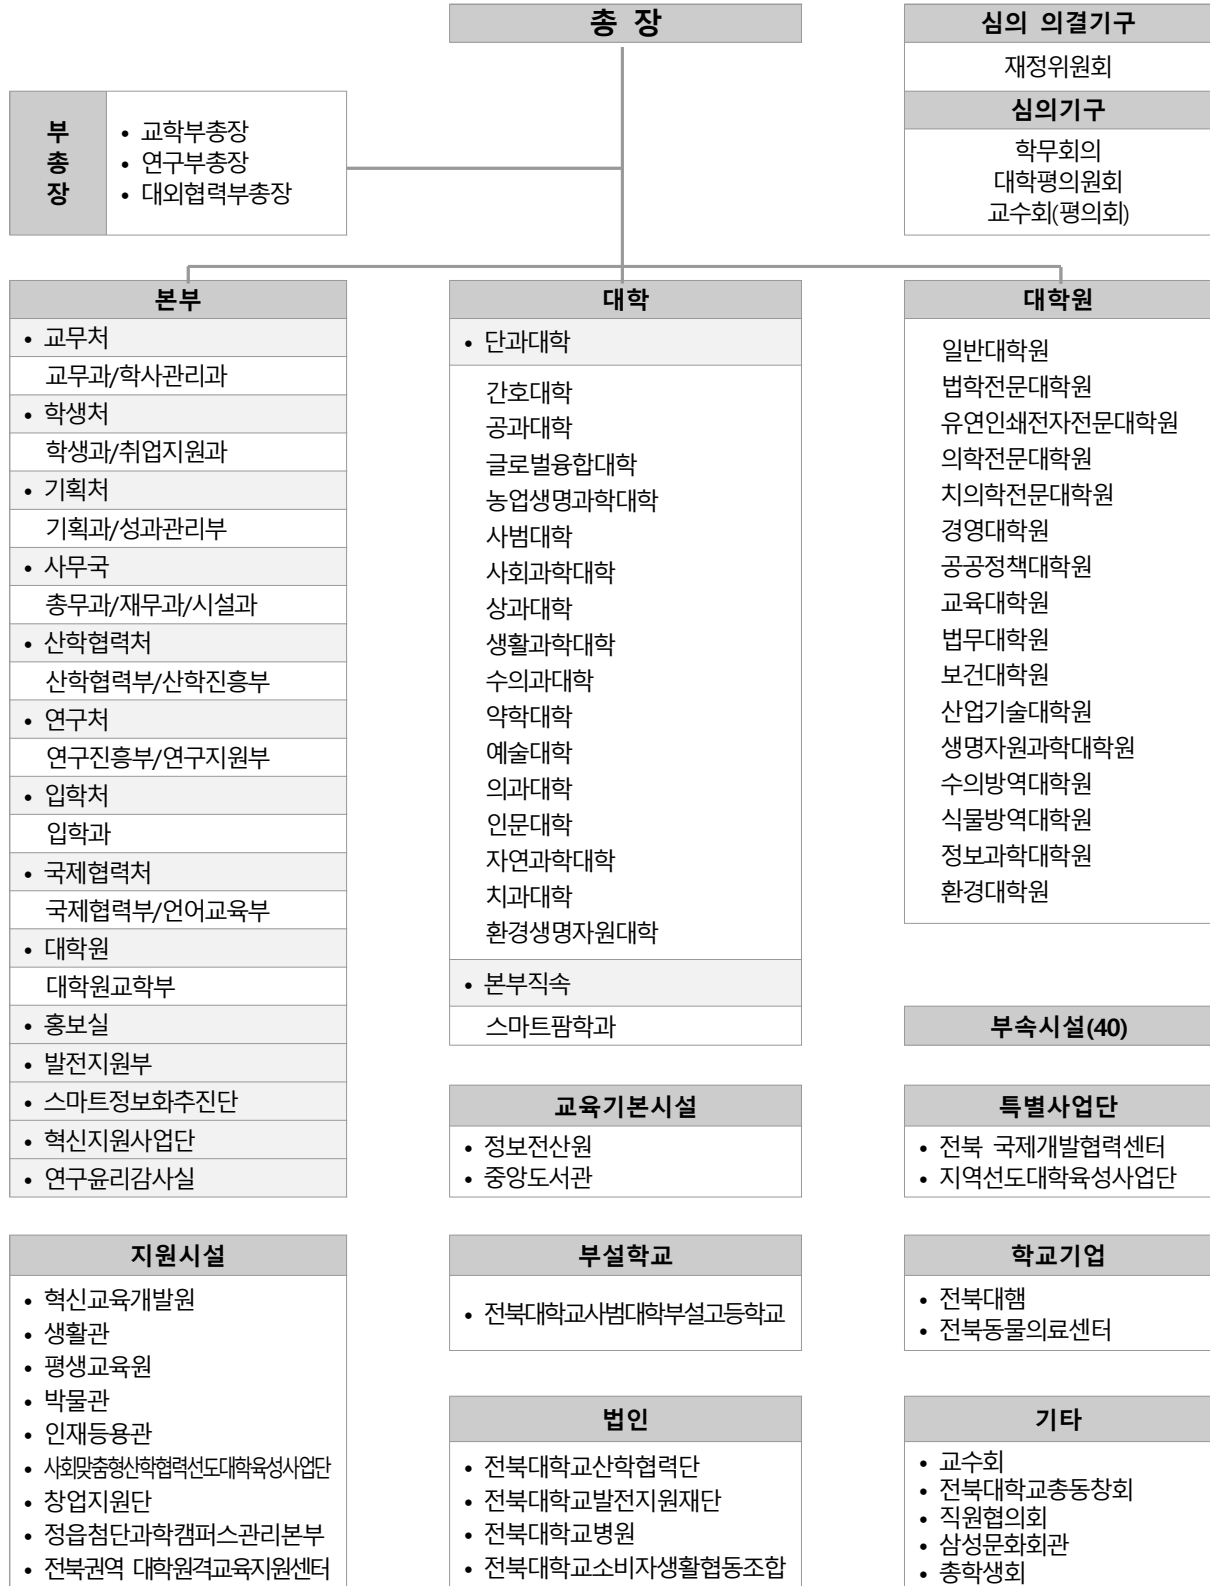 총 장
심의 의결기구
재정위원회
심의기구
학무회의
대학평의원회
교수회(평의회)
부
총
장
• 교학부총장
• 연구부총장
• 대외협력부총장
본부
• 교무처
교무과/학사관리과
• 학생처
학생과/취업지원과
• 기획처
기획과/성과관리부
• 사무국
총무과/재무과/시설과
• 산학협력처
산학협력부/산학진흥부
• 연구처
연구진흥부/연구지원부
• 입학처
입학과
• 국제협력처
국제협력부/언어교육부
• 대학원
대학원교학부
• 홍보실
• 발전지원부
• 스마트정보화추진단
• 혁신지원사업단
• 연구윤리감사실
대학
• 단과대학
간호대학
공과대학
글로벌융합대학
농업생명과학대학
사범대학
사회과학대학
상과대학
생활과학대학
수의과대학
약학대학
예술대학
의과대학
인문대학
자연과학대학
치과대학
환경생명자원대학
• 본부직속
스마트팜학과
대학원
일반대학원
법학전문대학원
유연인쇄전자전문대학원
의학전문대학원
치의학전문대학원
경영대학원
공공정책대학원
교육대학원
법무대학원
보건대학원
산업기술대학원
생명자원과학대학원
수의방역대학원
식물방역대학원
정보과학대학원
환경대학원
부속시설(40)
교육기본시설
• 정보전산원
• 중앙도서관
특별사업단
• 전북 국제개발협력센터
• 지역선도대학육성사업단
지원시설
• 혁신교육개발원
• 생활관
• 평생교육원
• 박물관
• 인재등용관
• 사회맞춤형산학협력선도대학육성사업단
• 창업지원단
• 정읍첨단과학캠퍼스관리본부
• 전북권역 대학원격교육지원센터
부설학교
• 전북대학교사범대학부설고등학교
학교기업
• 전북대햄
• 전북동물의료센터
법인
• 전북대학교산학협력단
• 전북대학교발전지원재단
• 전북대학교병원
• 전북대학교소비자생활협동조합
기타
• 교수회
• 전북대학교총동창회
• 직원협의회
• 삼성문화회관
• 총학생회